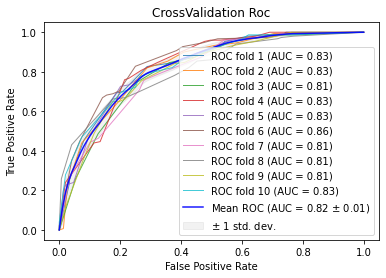 CrossValidation Roc
True Positive Rate
1.0
0.8
0.6
0.4
0.2
0.0
ROC fold 1 (AUC = 0.83)
ROC fold 2 (AUC = 0.83)
ROC fold 3 (AUC = 0.81)
ROC fold 4 (AUC = 0.83)
ROC fold 5 (AUC = 0.83)
ROC fold 6 (AUC = 0.86)
ROC fold 7 (AUC = 0.81)
ROC fold 8 (AUC = 0.81)
ROC fold 9 (AUC = 0.81)
ROC fold 10 (AUC = 0.83)
Mean ROC (AUC = 0.82 ± 0.01)
± 1 std. dev.
0.0 0.2 0.4 0.6 0.8 1.0
False Positive Rate